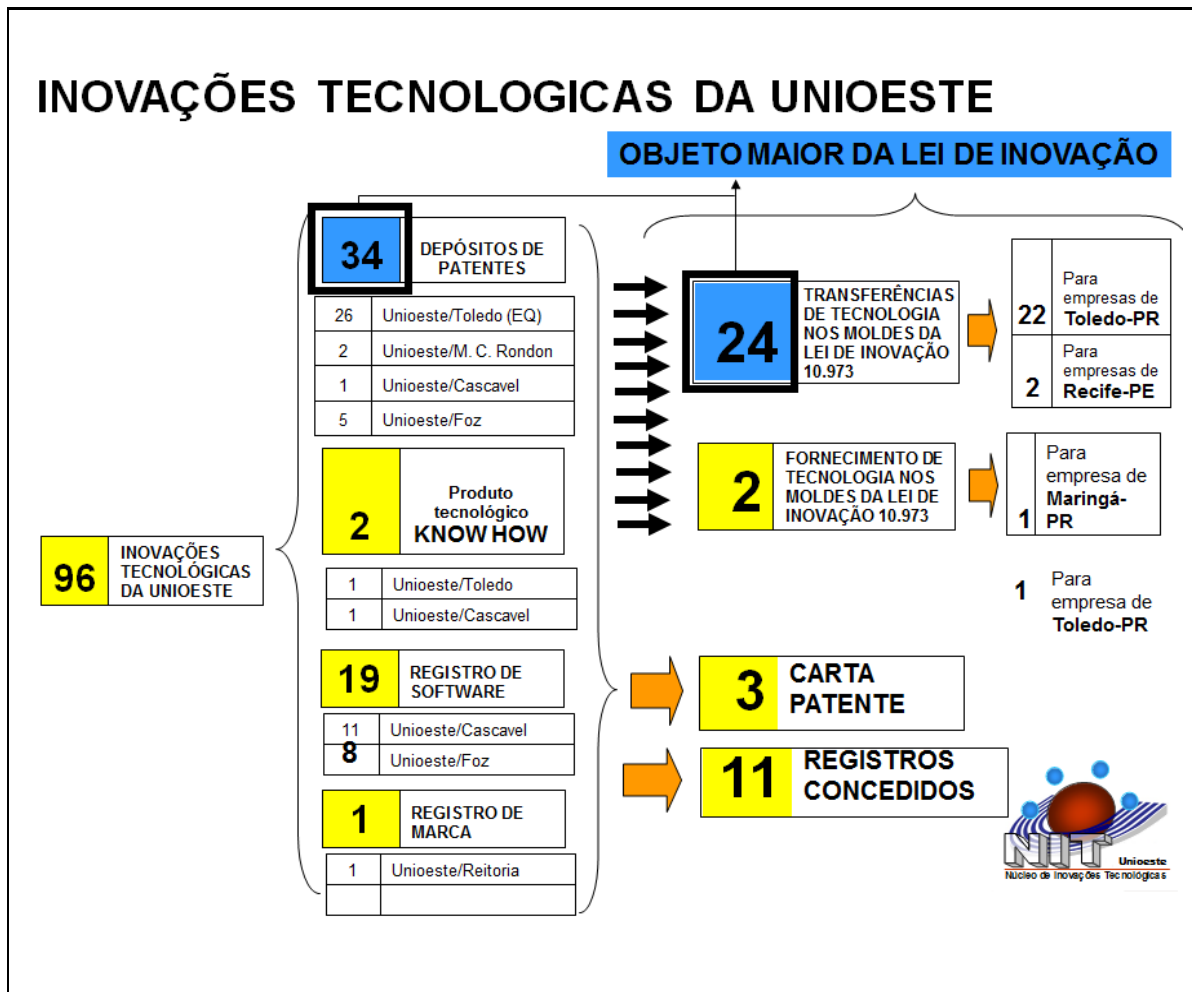 INOVAÇÕES TECNOLOGICAS DA UNIOESTE
OBJETO MAIOR DA LEI DE INOVAÇÃO
96
INOVAÇÕES
TECNOLÓGICAS
DA UNIOESTE
34
DEPÓSITOS DE
PATENTES
26 Unioeste/Toledo (EQ)
2 Unioeste/M. C. Rondon
1 Unioeste/Cascavel
5 Unioeste/Foz
2
Produto
tecnológico
KNOW HOW
1 Unioeste/Toledo
1 Unioeste/Cascavel
19
REGISTRO DE
SOFTWARE
11 Unioeste/Cascavel
8 Unioeste/Foz
1
REGISTRO DE
MARCA
1 Unioeste/Reitoria
24
TRANSFERÊNCIAS
DE TECNOLOGIA
NOS MOLDES DA
LEI DE INOVAÇÃO
10.973
22
Para
empresas de
Toledo-PR
2
Para
empresas de
Recife-PE
2
FORNECIMENTO DE
TECNOLOGIA NOS
MOLDES DA LEI DE
INOVAÇÃO 10.973
1
Para
empresa de
Maringá-
PR
1
Para
empresa de
Toledo-PR
3
CARTA
PATENTE
11
REGISTROS
CONCEDIDOS
NIT
Unioeste
Núcleo de Inovações Tecnológicas